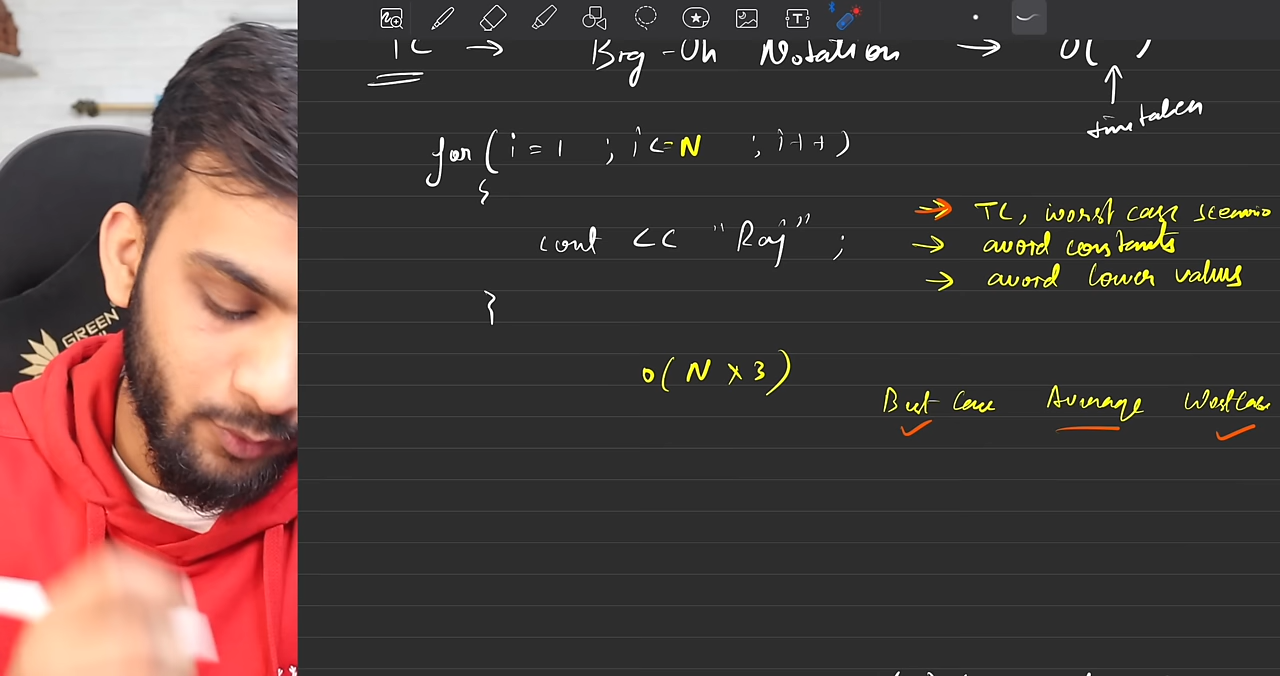 TC → Big-Oh Notation → O( )
time taken
for ( i = 1 ; i <= N ; i++ )
{
cout << "Raj" ;
}
→ TC, worst case scenario
→ avoid constants
→ avoid lower values
O( N × 3 )
Best Case Average Worst Case
GREEN